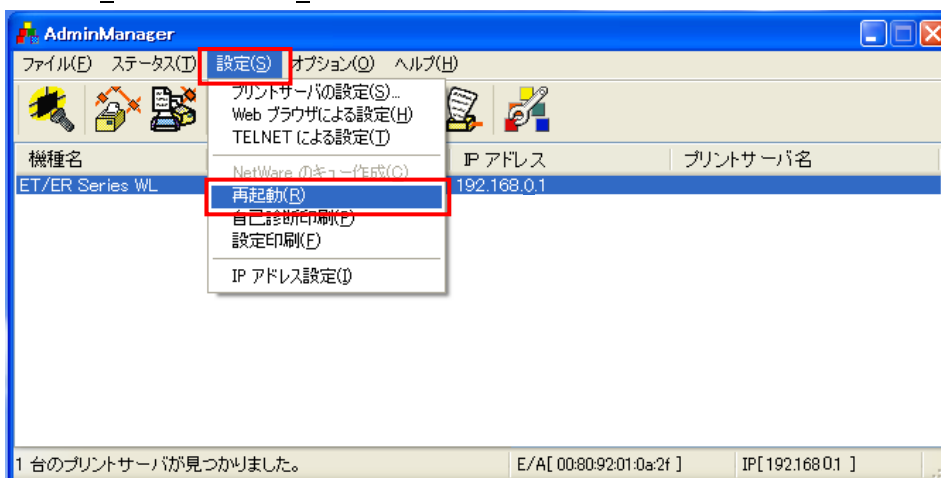 AdminManager
ファイル(F) ステータス(T) 設定(S) オプション(O) ヘルプ(H)
プリントサーバの設定(S)...
Web ブラウザによる設定(H)
TELNET による設定(T)
NetWare のキュー作成(C)
再起動(R)
自己診断印刷(P)
設定印刷(F)
IP アドレス設定(I)
機種名 IP アドレス プリントサーバ名
ET/ER Series WL 192.168.0.1
1 台のプリントサーバが見つかりました。 E/A[ 00:80:92:01:0a:2f ] IP[ 192.168.0.1 ]